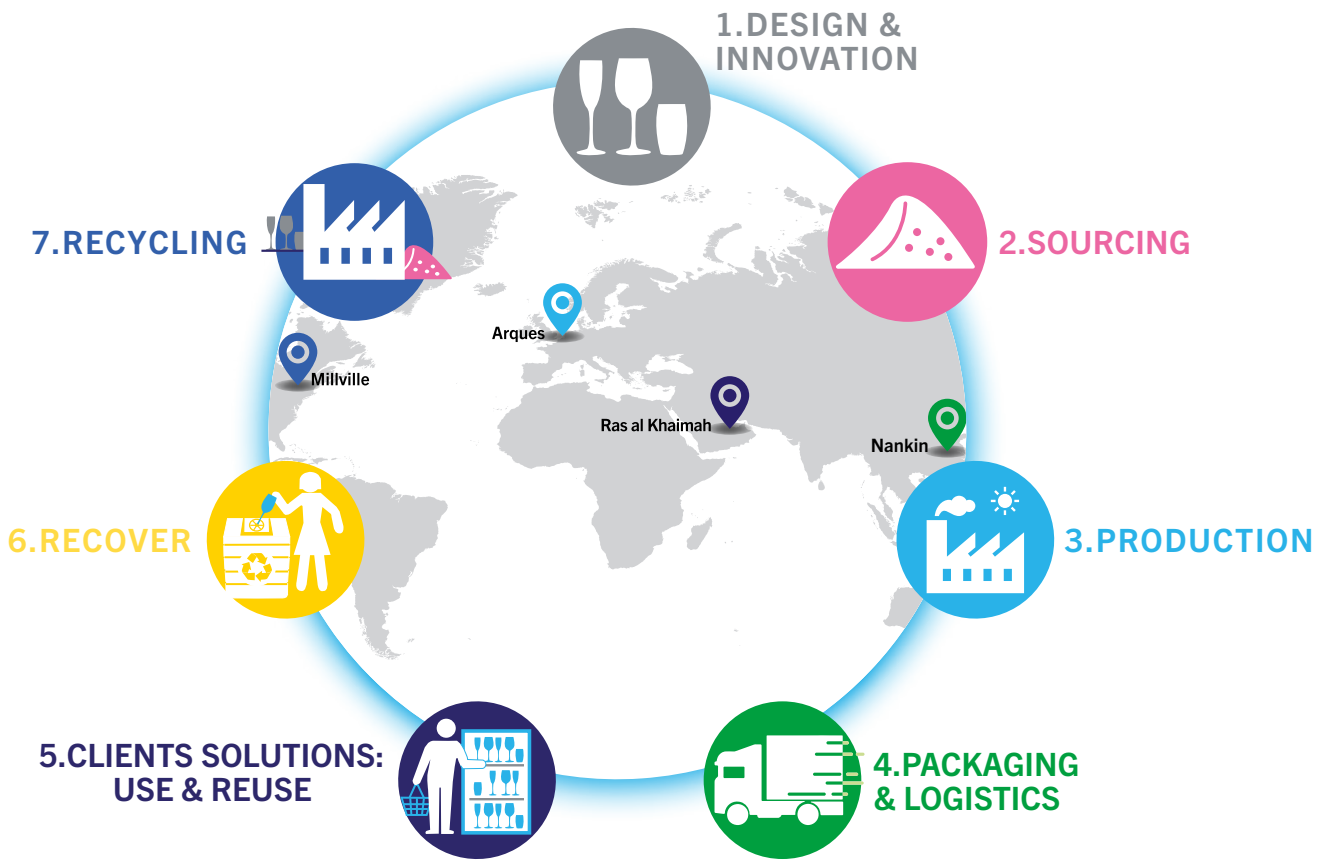 1.DESIGN &
INNOVATION
2.SOURCING
3.PRODUCTION
4.PACKAGING
& LOGISTICS
5.CLIENTS SOLUTIONS:
USE & REUSE
6.RECOVER
7.RECYCLING
Arques
Millville
Ras al Khaimah
Nankin